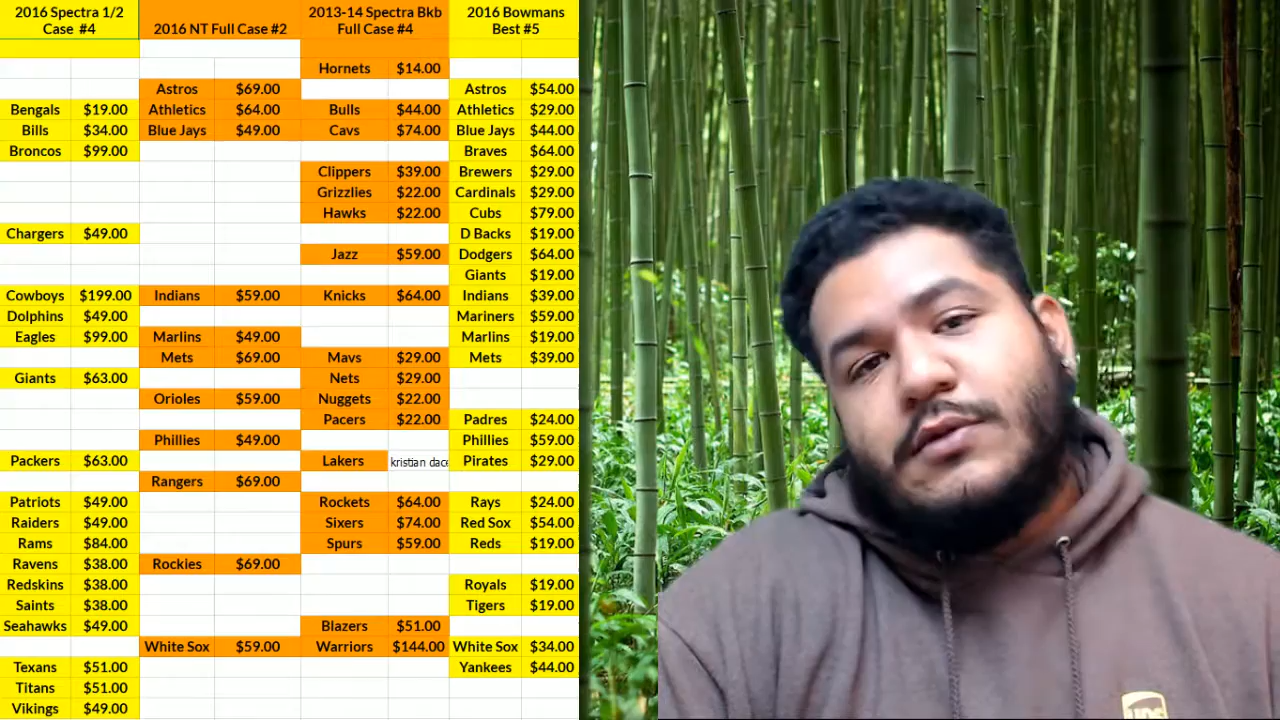 2016 Spectra 1/2 Case #4
2016 NT Full Case #2
2013-14 Spectra Bkb Full Case #4
2016 Bowmans Best #5
Hornets $14.00
Astros $69.00 Astros $54.00
Bengals $19.00 Athletics $64.00 Bulls $44.00 Athletics $29.00
Bills $34.00 Blue Jays $49.00 Cavs $74.00 Blue Jays $44.00
Broncos $99.00 Braves $64.00
Clippers $39.00 Brewers $29.00
Grizzlies $22.00 Cardinals $29.00
Hawks $22.00 Cubs $79.00
Chargers $49.00 D Backs $19.00
Jazz $59.00 Dodgers $64.00
Giants $19.00
Cowboys $199.00 Indians $59.00 Knicks $64.00 Indians $39.00
Dolphins $49.00 Mariners $59.00
Eagles $99.00 Marlins $49.00 Marlins $19.00
Mets $69.00 Mavs $29.00 Mets $39.00
Giants $63.00 Nets $29.00
Orioles $59.00 Nuggets $22.00
Pacers $22.00 Padres $24.00
Phillies $49.00 Phillies $59.00
Packers $63.00 Lakers kristian dace Pirates $29.00
Rangers $69.00
Patriots $49.00 Rockets $64.00 Rays $24.00
Raiders $49.00 Sixers $74.00 Red Sox $54.00
Rams $84.00 Spurs $59.00 Reds $19.00
Ravens $38.00 Rockies $69.00
Redskins $38.00 Royals $19.00
Saints $38.00 Tigers $19.00
Seahawks $49.00 Blazers $51.00
White Sox $59.00 Warriors $144.00 White Sox $34.00
Texans $51.00 Yankees $44.00
Titans $51.00
Vikings $49.00
ups